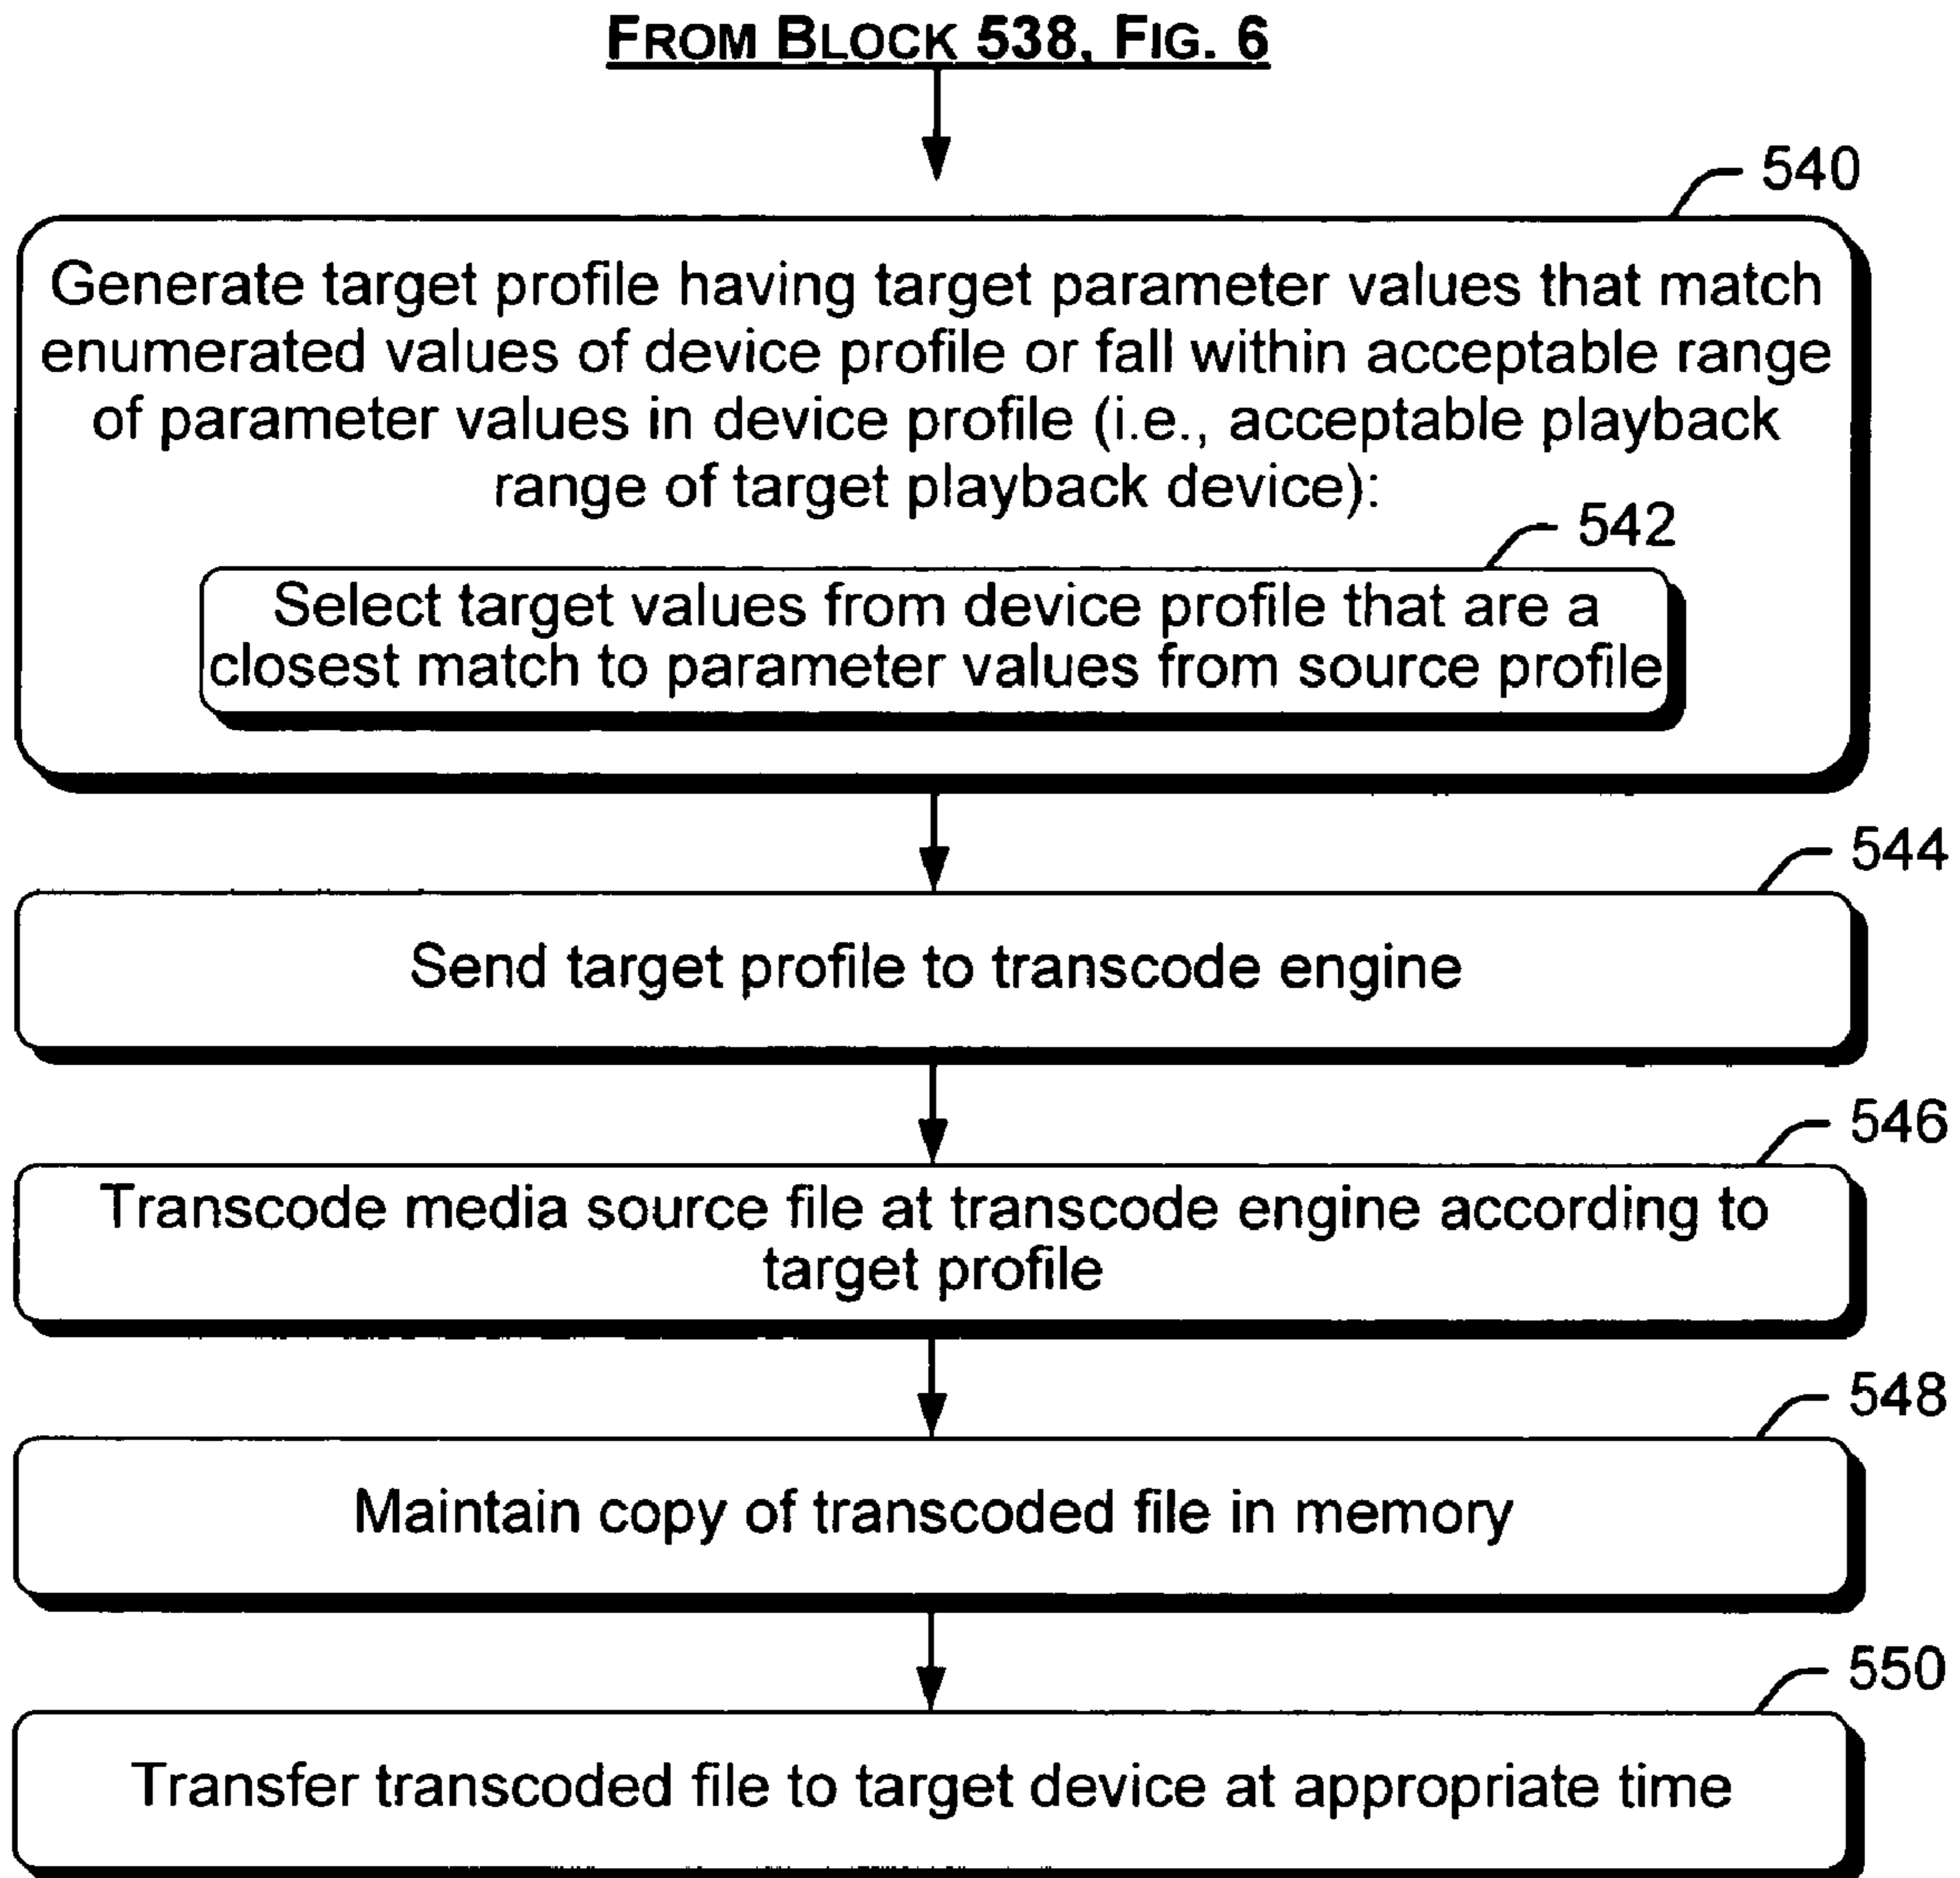 FROM BLOCK 538, FIG. 6
540
Generate target profile having target parameter values that match
enumerated values of device profile or fall within acceptable range
of parameter values in device profile (i.e., acceptable playback
range of target playback device):
542
Select target values from device profile that are a
closest match to parameter values from source profile
544
Send target profile to transcode engine
546
Transcode media source file at transcode engine according to
target profile
548
Maintain copy of transcoded file in memory
550
Transfer transcoded file to target device at appropriate time